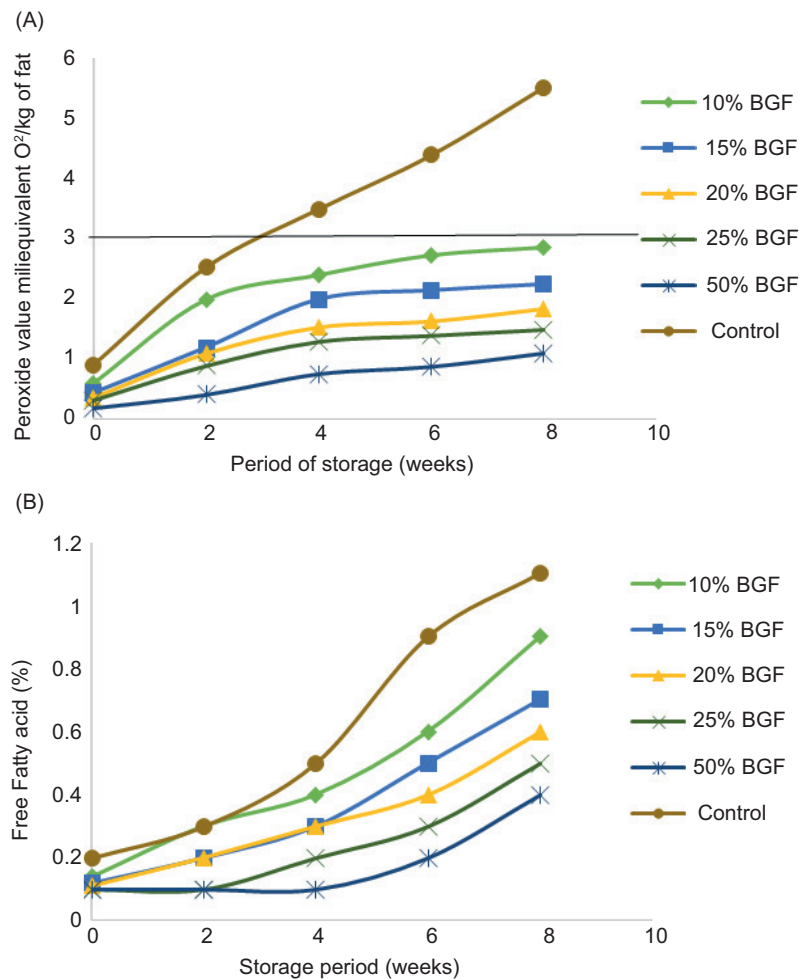 (A)
Peroxide value miliequivalent O²/kg of fat
6
5
4
3
2
1
0
0 2 4 6 8 10
Period of storage (weeks)
10% BGF
15% BGF
20% BGF
25% BGF
50% BGF
Control
(B)
Free Fatty acid (%)
1.2
1
0.8
0.6
0.4
0.2
0
0 2 4 6 8 10
Storage period (weeks)
10% BGF
15% BGF
20% BGF
25% BGF
50% BGF
Control